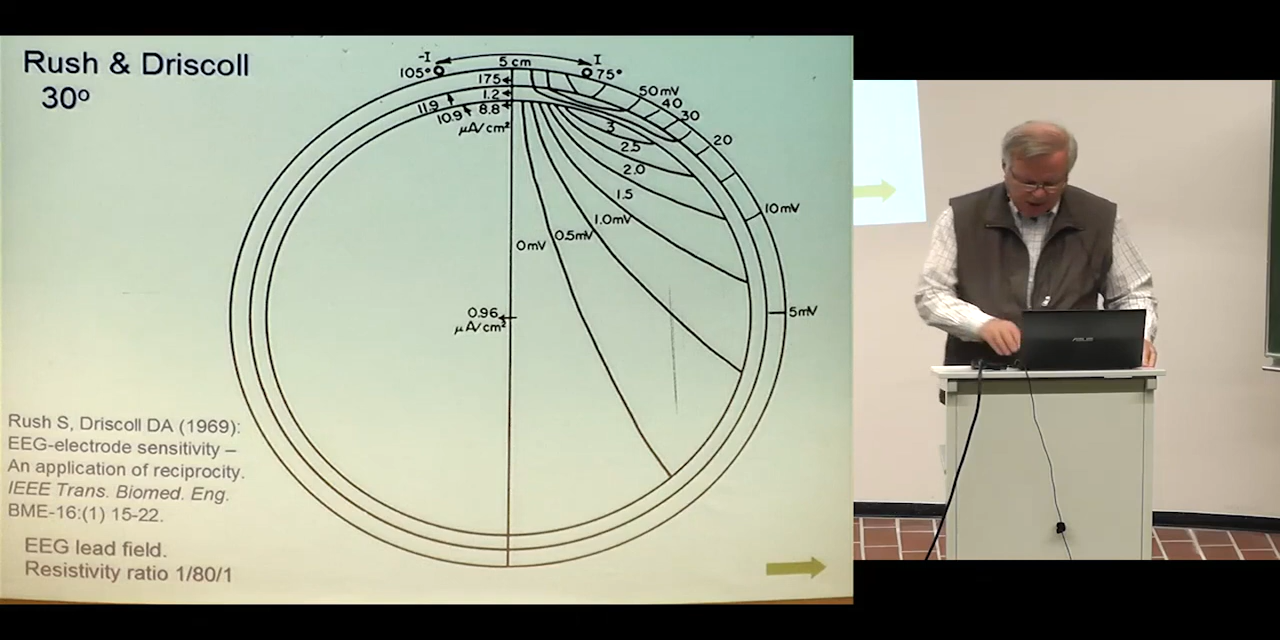 Rush & Driscoll
30º
-I
5 cm
I
105°
75°
175
1.2
8.8
µA/cm²
11.9
10.9
50mV
40
30
20
10mV
5mV
3
2.5
2.0
1.5
1.0mV
0.5mV
0mV
0.96
µA/cm²
Rush S, Driscoll DA (1969):
EEG-electrode sensitivity –
An application of reciprocity.
IEEE Trans. Biomed. Eng.
BME-16:(1) 15-22.
EEG lead field.
Resistivity ratio 1/80/1
ASUS